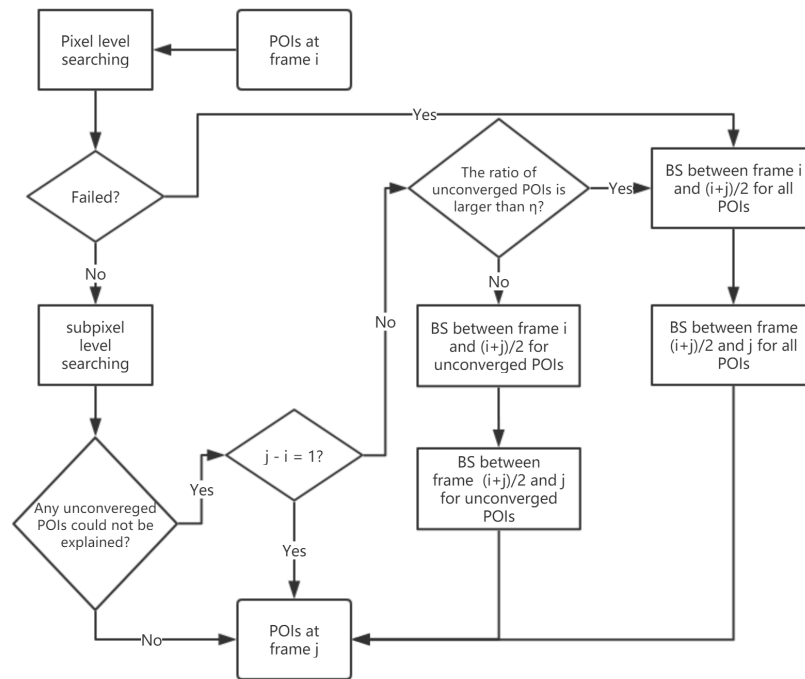 Pixel level
searching
POIs at
frame i
Yes
Failed?
The ratio of
unconverged POIs is
larger than η?
Yes
BS between frame i
and (i+j)/2 for all
POIs
No
No
subpixel
level
searching
No
BS between frame i
and (i+j)/2 for
unconverged POIs
BS between frame
(i+j)/2 and j for all
POIs
j - i = 1?
Yes
Any unconvereged
POIs could not be
explained?
BS between
frame (i+j)/2 and j
for unconverged
POIs
Yes
No
POIs at
frame j